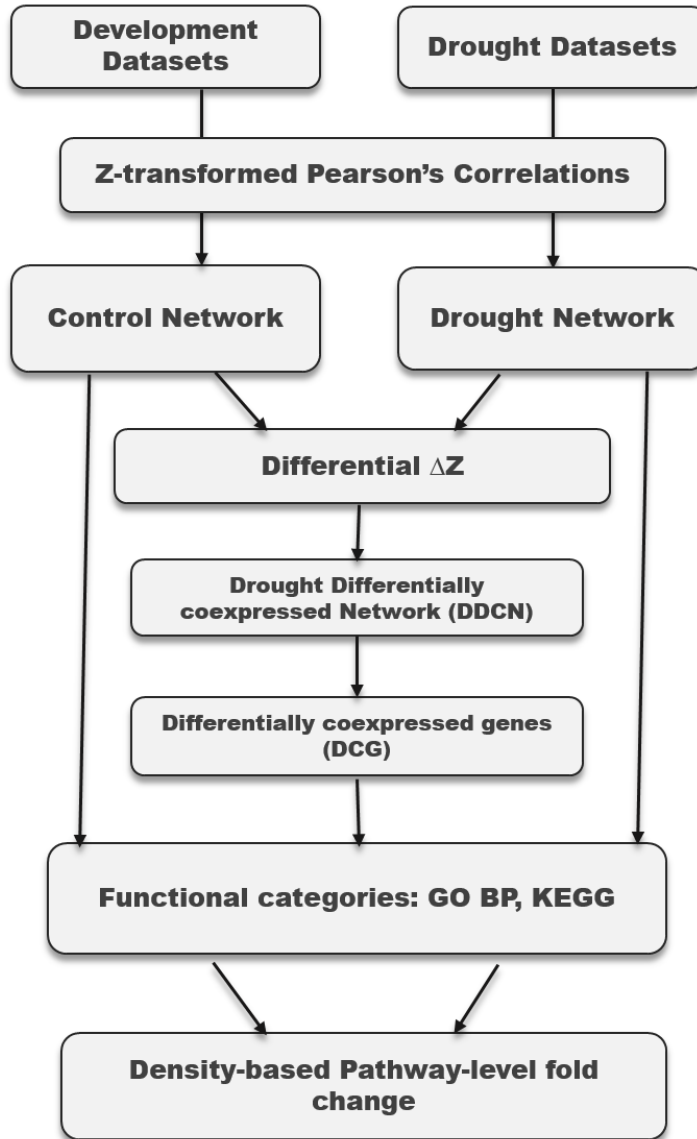 Development
Datasets
Drought Datasets
Z-transformed Pearson’s Correlations
Control Network
Drought Network
Differential ΔZ
Drought Differentially
coexpressed Network (DDCN)
Differentially coexpressed genes
(DCG)
Functional categories: GO BP, KEGG
Density-based Pathway-level fold
change